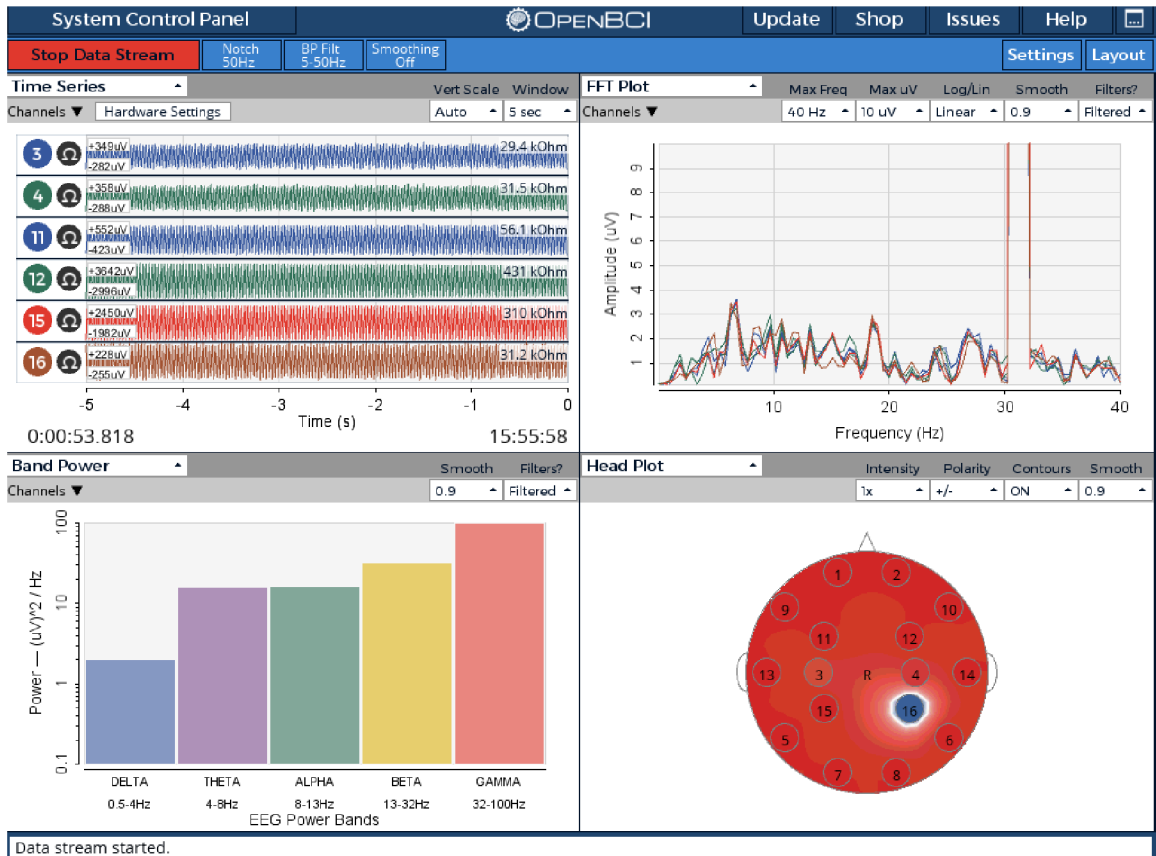 System Control Panel OPENBCI Update Shop Issues Help
Stop Data Stream Notch 50Hz BP Filt 5-50Hz Smoothing Off Settings Layout
Time Series Vert Scale Window
Channels ▼ Hardware Settings Auto 5 sec
3 Ω +349uV -282uV 29.4 kOhm
4 Ω +358uV -288uV 31.5 kOhm
11 Ω +552uV -423uV 56.1 kOhm
12 Ω +3642uV -2996uV 431 kOhm
15 Ω +2450uV -1982uV 310 kOhm
16 Ω +228uV -255uV 31.2 kOhm
-5 -4 -3 -2 -1 0
Time (s)
0:00:53.818 15:55:58
FFT Plot Max Freq Max uV Log/Lin Smooth Filters?
Channels ▼ 40 Hz 10 uV Linear 0.9 Filtered
Amplitude (uV)
9
8
7
6
5
4
3
2
1
10 20 30 40
Frequency (Hz)
Band Power Smooth Filters?
Channels ▼ 0.9 Filtered
Power — (uV)^2 / Hz
100
10
1
0.1
DELTA THETA ALPHA BETA GAMMA
0.5-4Hz 4-8Hz 8-13Hz 13-32Hz 32-100Hz
EEG Power Bands
Head Plot Intensity Polarity Contours Smooth
1x +/- ON 0.9
1 2
9 10
11 12
13 3 R 4 14
15 16
5 6
7 8
Data stream started.